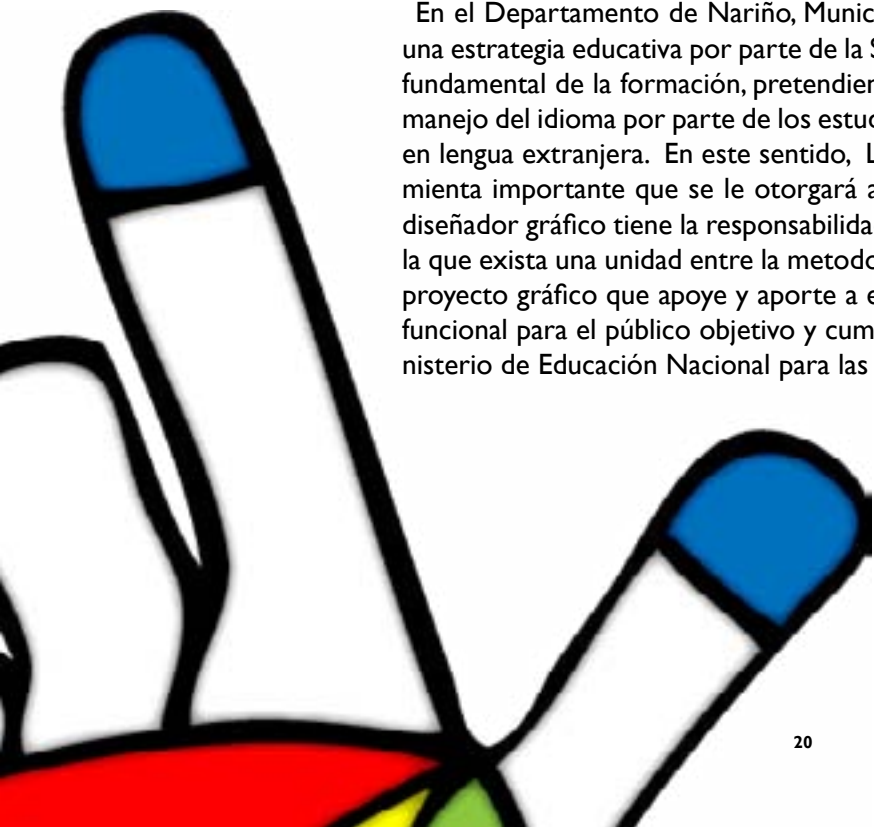 En el Departamento de Nariño, Munic
una estrategia educativa por parte de la S
fundamental de la formación, pretendien
manejo del idioma por parte de los estud
en lengua extranjera. En este sentido, L
mienta importante que se le otorgará a
diseñador gráfico tiene la responsabilida
la que exista una unidad entre la metodo
proyecto gráfico que apoye y aporte a e
funcional para el público objetivo y cum
nisterio de Educación Nacional para las
20